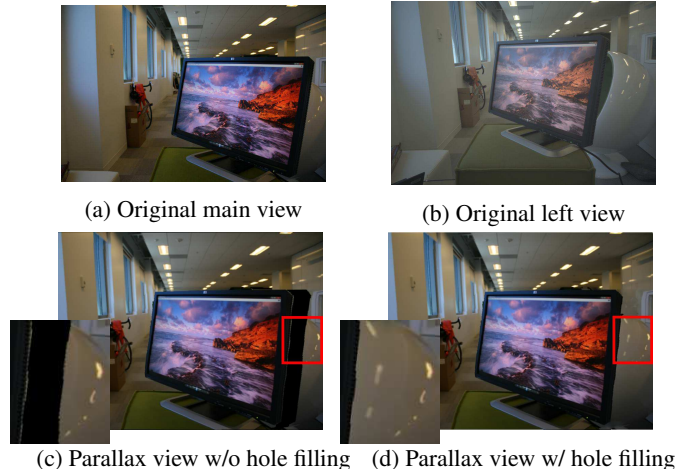 (a) Original main view
(b) Original left view
(c) Parallax view w/o hole filling
(d) Parallax view w/ hole filling